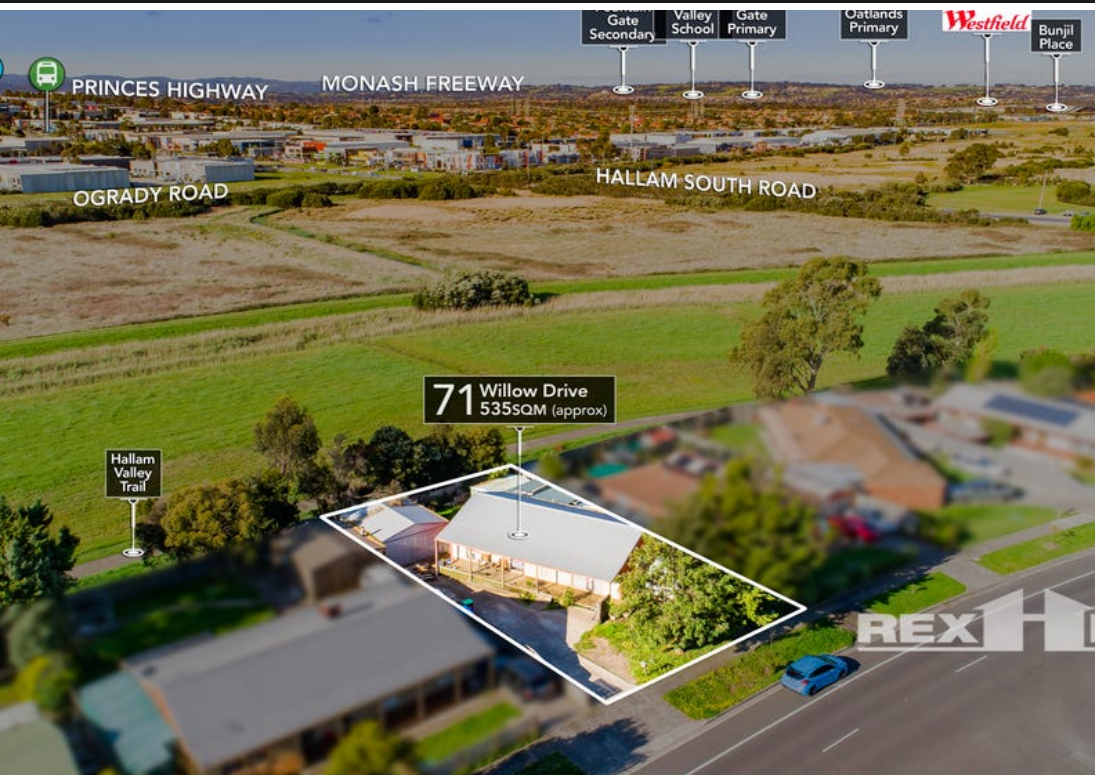 Fountain
Gate
Secondary
Valley
School
Gate
Primary
Oatlands
Primary
Westfield
Bunjil
Place
PRINCES HIGHWAY
MONASH FREEWAY
OGRADY ROAD
HALLAM SOUTH ROAD
71 Willow Drive
535SQM (approx)
Hallam
Valley
Trail
REX H